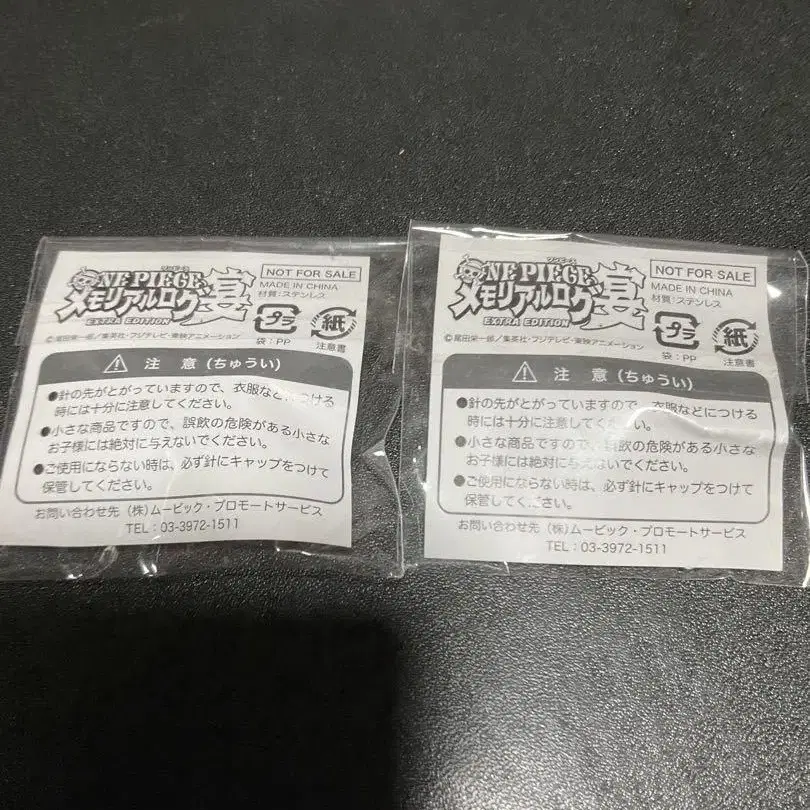 ワンピース
ONE PIECE
メモリアルログ 宴
EXTRA EDITION
NOT FOR SALE
MADE IN CHINA
材質：ステンレス
プラ
袋：PP
紙
注意書
©尾田栄一郎／集英社・フジテレビ・東映アニメーション
注 意（ちゅうい）
●針の先がとがっていますので、衣服などにつける
時には十分に注意してください。
●小さな商品ですので、誤飲の危険がある小さな
お子様には絶対に与えないでください。
●ご使用にならない時は、必ず針にキャップをつけて
保管してください。
お問い合わせ先（株）ムービック・プロモートサービス
TEL：03-3972-1511
ワンピース
ONE PIECE
メモリアルログ 宴
EXTRA EDITION
NOT FOR SALE
MADE IN CHINA
材質：ステンレス
プラ
袋：PP
紙
注意書
©尾田栄一郎／集英社・フジテレビ・東映アニメーション
注 意（ちゅうい）
●針の先がとがっていますので、衣服などにつける
時には十分に注意してください。
●小さな商品ですので、誤飲の危険がある小さな
お子様には絶対に与えないでください。
●ご使用にならない時は、必ず針にキャップをつけて
保管してください。
お問い合わせ先（株）ムービック・プロモートサービス
TEL：03-3972-1511